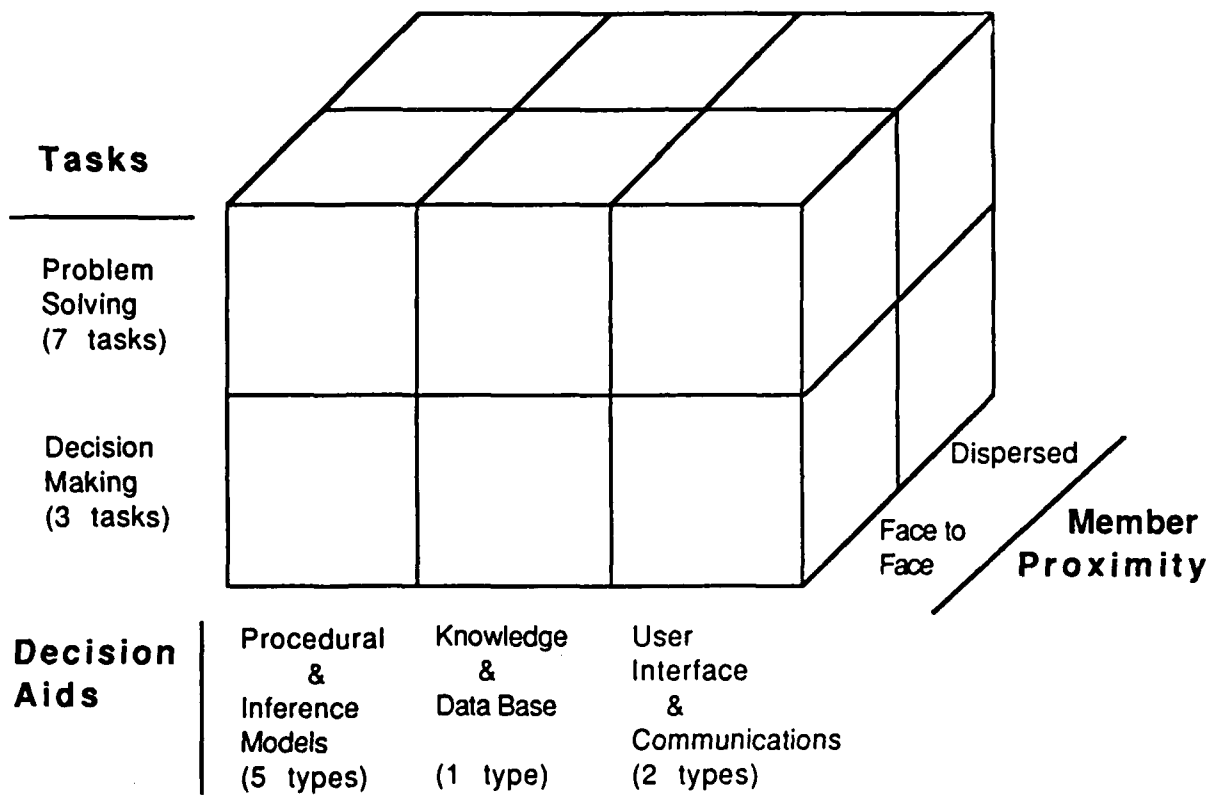 Tasks
Problem
Solving
(7 tasks)
Decision
Making
(3 tasks)
Dispersed
Face to
Face
Member
Proximity
Decision
Aids
Procedural
&
Inference
Models
(5 types)
Knowledge
&
Data Base
(1 type)
User
Interface
&
Communications
(2 types)